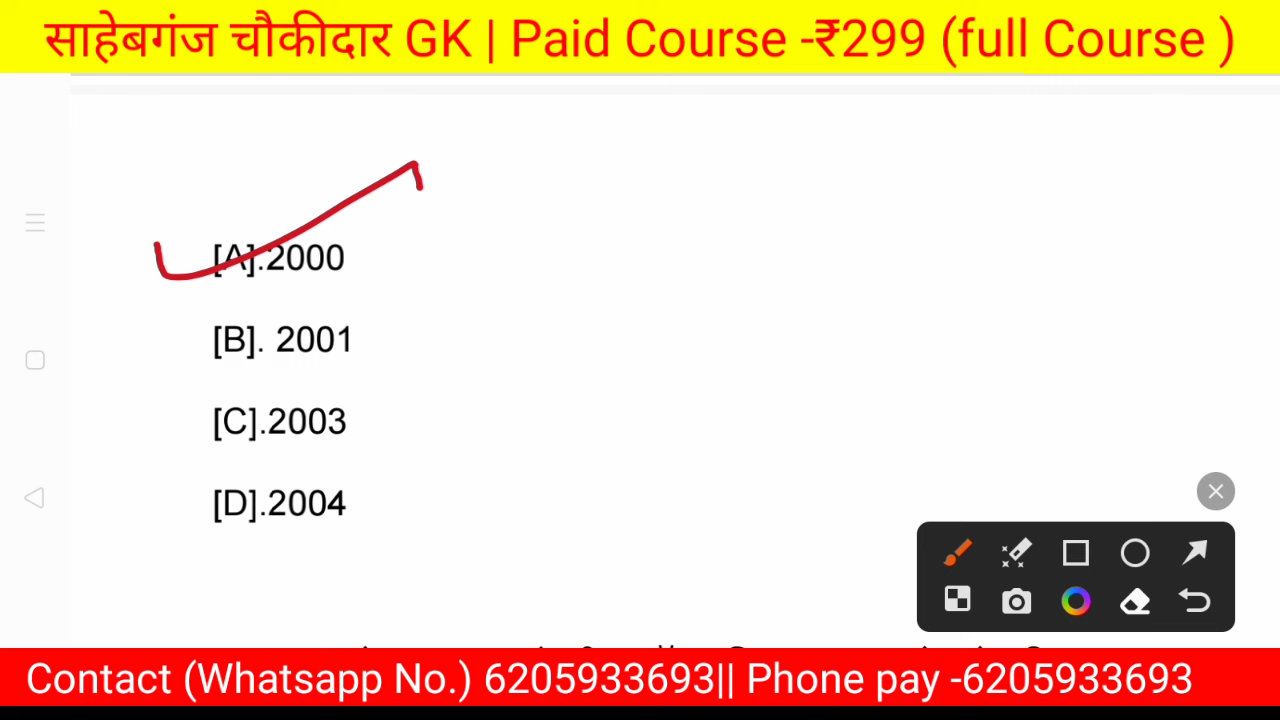 साहेबगंज चौकीदार GK | Paid Course -₹299 (full Course )
[A].2000
[B]. 2001
[C].2003
[D].2004
Contact (Whatsapp No.) 6205933693|| Phone pay -6205933693